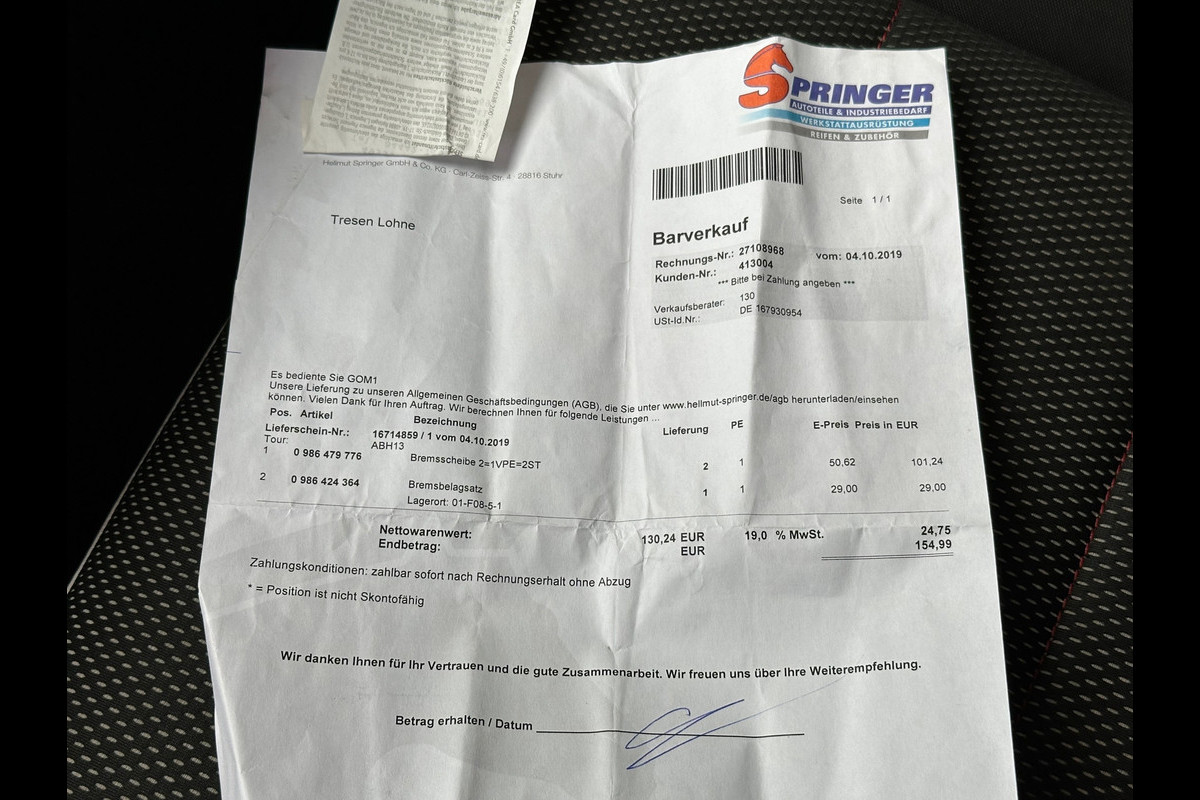 SPRINGER
AUTOTEILE & INDUSTRIEBEDARF
WERKSTATTAUSRÜSTUNG
REIFEN & ZUBEHÖR
Hellmut Springer GmbH & Co. KG - Carl-Zeiss-Str. 4 - 28816 Stuhr
Seite 1 / 1
Tresen Lohne
Barverkauf
Rechnungs-Nr.: 27108968 vom: 04.10.2019
Kunden-Nr.: 413004
*** Bitte bei Zahlung angeben ***
Verkaufsberater: 130
USt-Id.Nr.: DE 167930954
Es bediente Sie GOM1
Unsere Lieferung zu unseren Allgemeinen Geschäftsbedingungen (AGB), die Sie unter www.hellmut-springer.de/agb herunterladen/einsehen
können. Vielen Dank für Ihren Auftrag. Wir berechnen Ihnen für folgende Leistungen ...
Pos. Artikel Bezeichnung Lieferung PE E-Preis Preis in EUR
Lieferschein-Nr.: 16714859 / 1 vom 04.10.2019
Tour: ABH13
1 0 986 479 776 Bremsscheibe 2=1VPE=2ST 2 1 50,62 101,24
2 0 986 424 364 Bremsbelagsatz 1 1 29,00 29,00
Lagerort: 01-F08-5-1
Nettowarenwert: 130,24 EUR 19,0 % MwSt. 24,75
Endbetrag: EUR 154,99
Zahlungskonditionen: zahlbar sofort nach Rechnungserhalt ohne Abzug
* = Position ist nicht Skontofähig
Wir danken Ihnen für Ihr Vertrauen und die gute Zusammenarbeit. Wir freuen uns über Ihre Weiterempfehlung.
Betrag erhalten / Datum